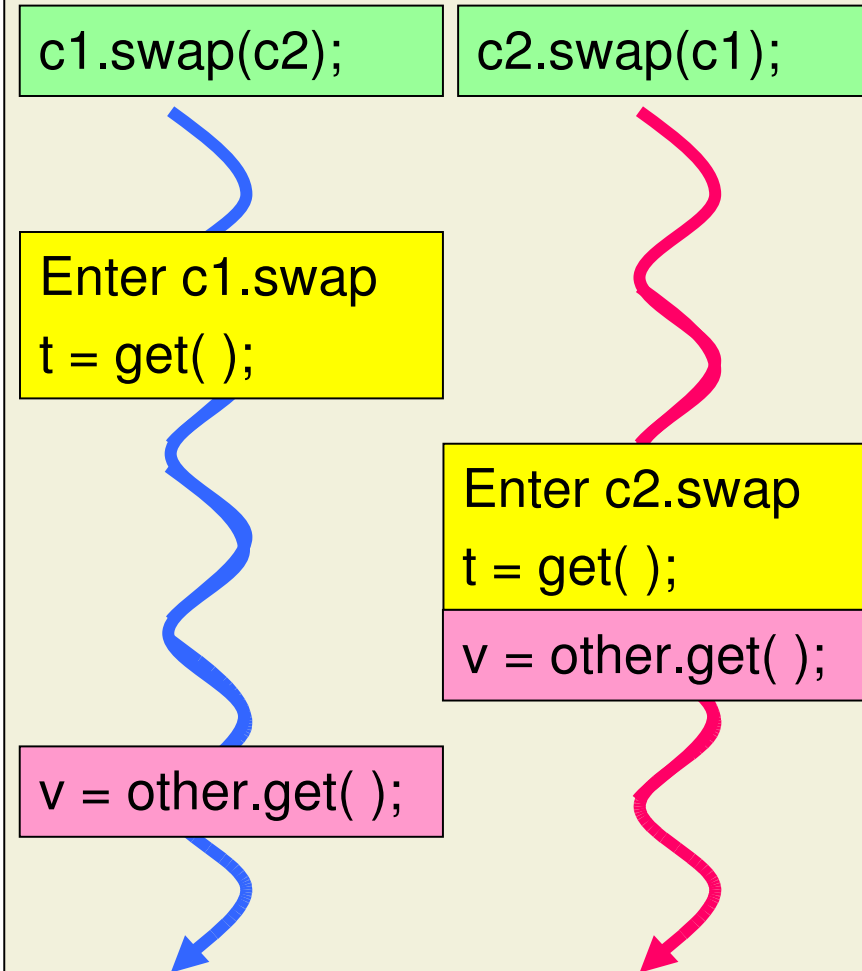 c1.swap(c2);
c2.swap(c1);
Enter c1.swap
t = get( );
Enter c2.swap
t = get( );
v = other.get( );
v = other.get( );